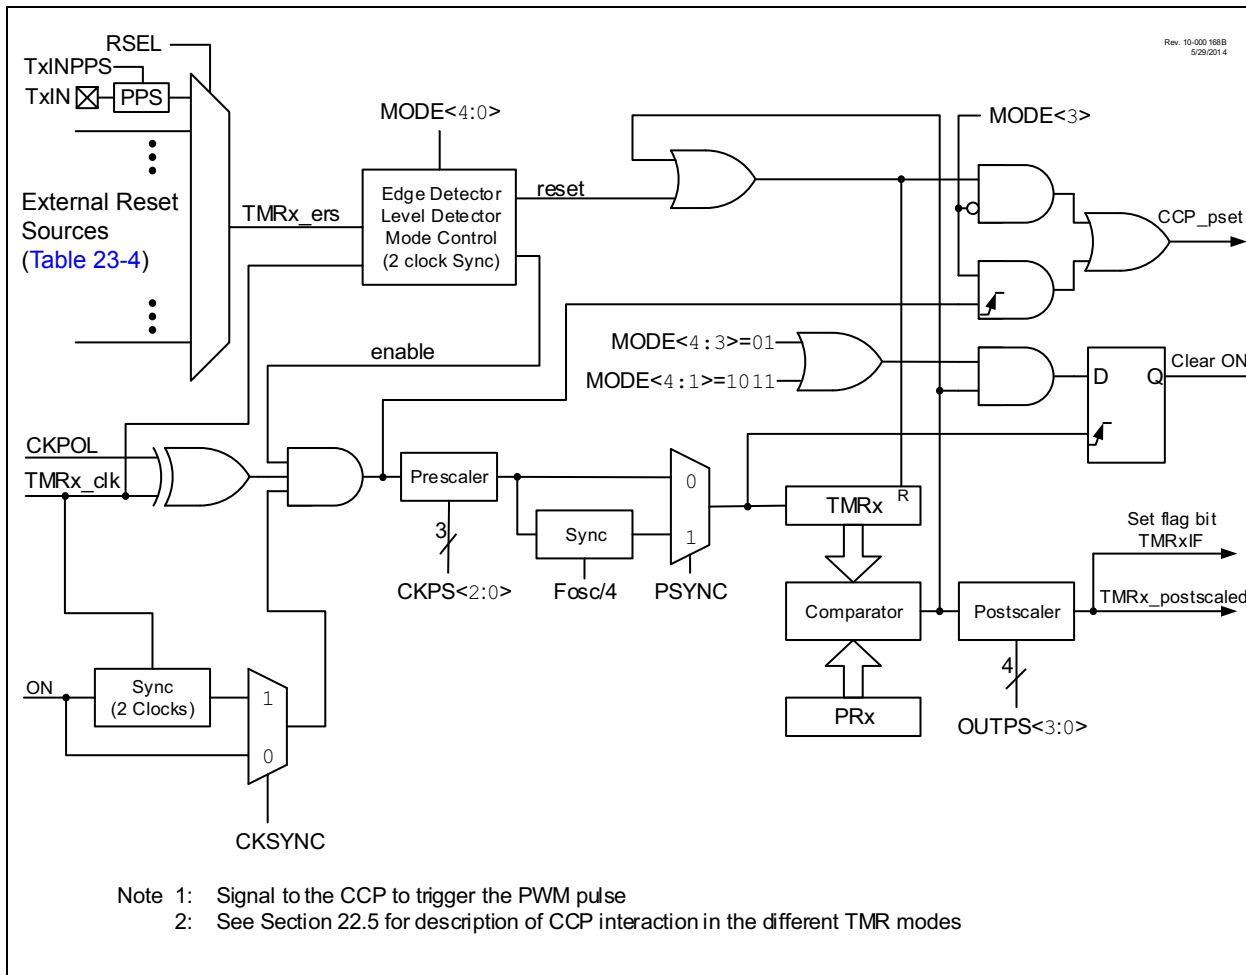 Rev. 10-000 168B
5/29/2014
RSEL
TxINPPS
TxIN
PPS
MODE<4:0>
MODE<3>
External Reset
Sources
(Table 23-4)
TMRx_ers
Edge Detector
Level Detector
Mode Control
(2 clock Sync)
reset
CCP_pset
enable
MODE<4:3>=01
MODE<4:1>=1011
D
Q
Clear ON
CKPOL
TMRx_clk
Prescaler
0
1
Sync
3
CKPS<2:0>
Fosc/4
PSYNC
TMRx
R
Set flag bit
TMRxIF
Comparator
Postscaler
TMRx_postscaled
4
OUTPS<3:0>
PRx
ON
Sync
(2 Clocks)
1
0
CKSYNC
Note 1: Signal to the CCP to trigger the PWM pulse
2: See Section 22.5 for description of CCP interaction in the different TMR modes